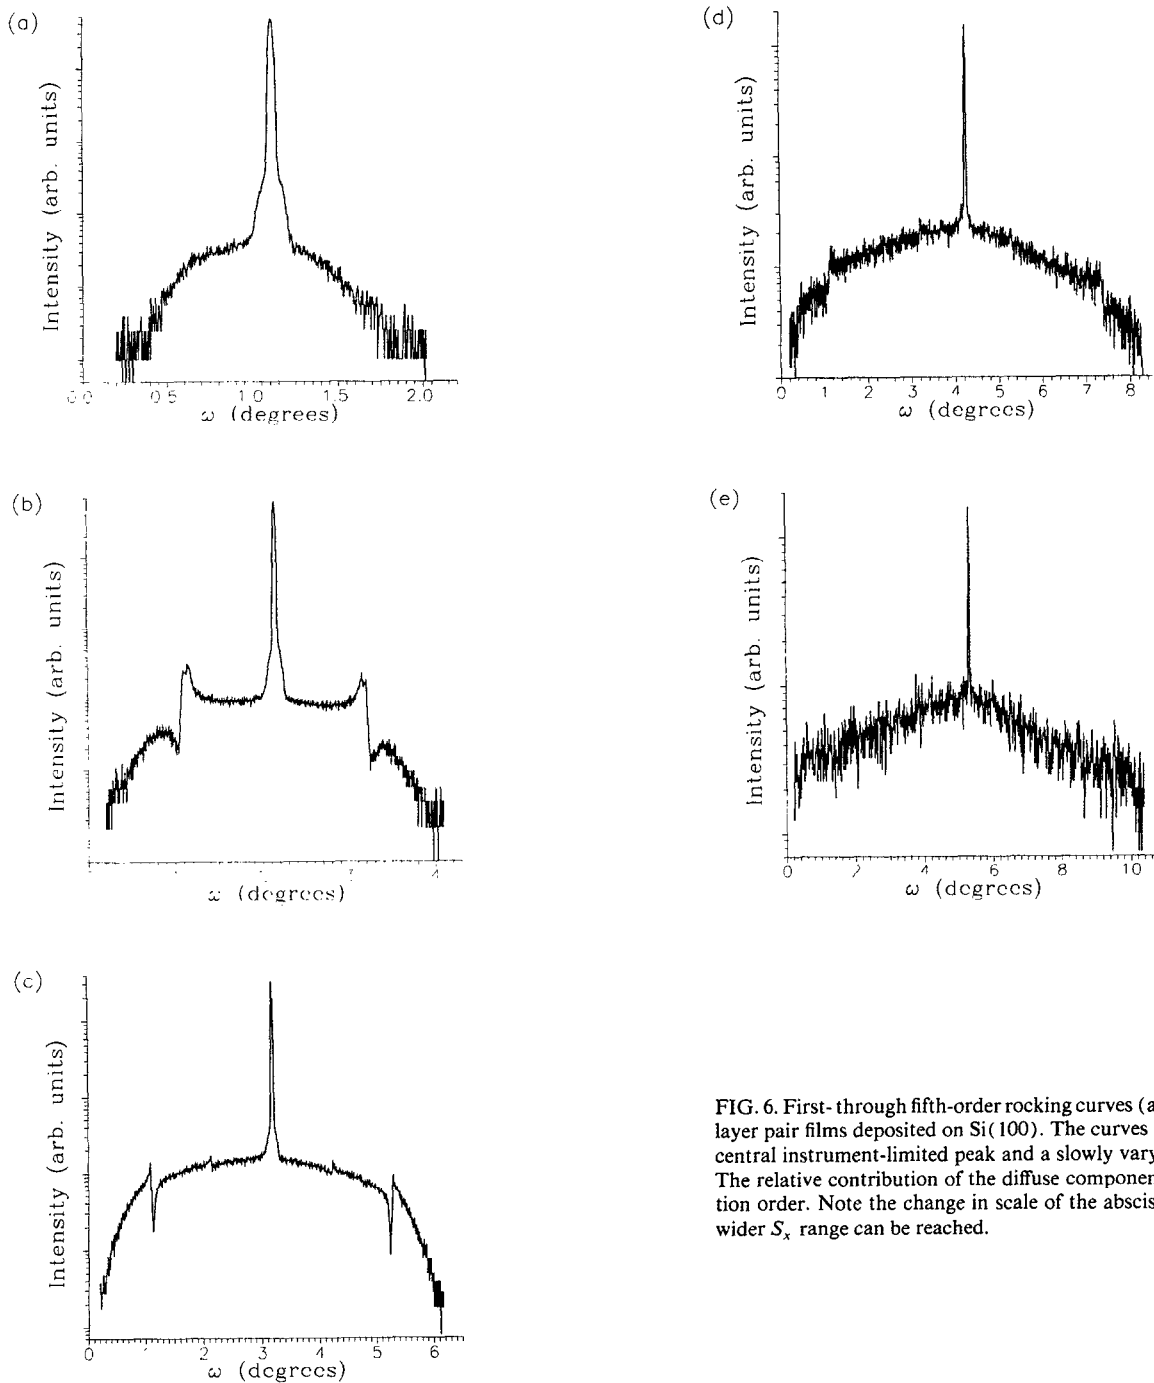 (a)
Intensity (arb. units)
0.5 1.0 1.5 2.0
ω (degrees)
(b)
Intensity (arb. units)
ω (degrees)
(c)
Intensity (arb. units)
0 1 2 3 4 5 6
ω (degrees)
(d)
Intensity (arb. units)
0 1 2 3 4 5 6 7 8
ω (degrees)
(e)
Intensity (arb. units)
0 2 4 6 8 10
ω (degrees)
FIG. 6. First- through fifth-order rocking curves (a
layer pair films deposited on Si(100). The curves
central instrument-limited peak and a slowly vary
The relative contribution of the diffuse componen
tion order. Note the change in scale of the abscis
wider Sx range can be reached.